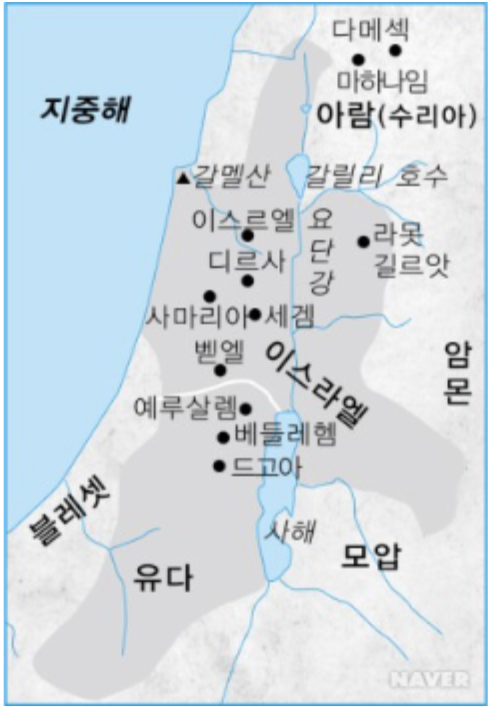 다메섹
마하나임
지중해
아람(수리아)
갈멜산
갈릴리 호수
이스르엘
요단강
라못
길르앗
디르사
사마리아
세겜
벧엘
이스라엘
암몬
예루살렘
베들레헴
드고아
블레셋
사해
모압
유다
NAVER